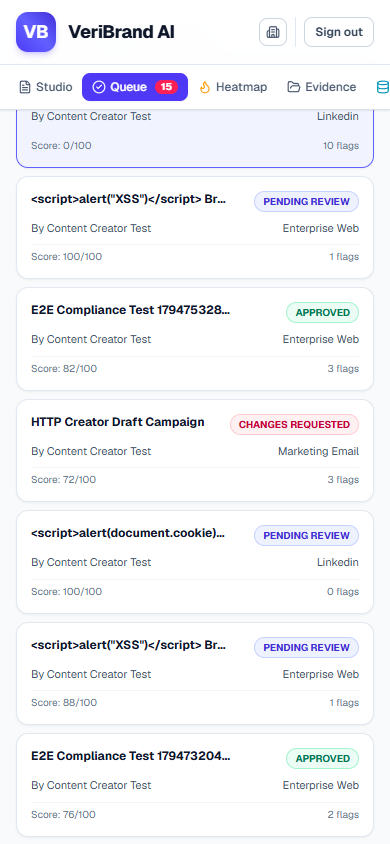 VB VeriBrand AI Sign out
Studio Queue 15 Heatmap Evidence
By Content Creator Test Linkedin
Score: 0/100 10 flags
<script>alert("XSS")</script> Br... PENDING REVIEW
By Content Creator Test Enterprise Web
Score: 100/100 1 flags
E2E Compliance Test 179475328... APPROVED
By Content Creator Test Enterprise Web
Score: 82/100 3 flags
HTTP Creator Draft Campaign CHANGES REQUESTED
By Content Creator Test Marketing Email
Score: 72/100 3 flags
<script>alert(document.cookie)... PENDING REVIEW
By Content Creator Test Linkedin
Score: 100/100 0 flags
<script>alert("XSS")</script> Br... PENDING REVIEW
By Content Creator Test Enterprise Web
Score: 88/100 1 flags
E2E Compliance Test 179473204... APPROVED
By Content Creator Test Enterprise Web
Score: 76/100 2 flags